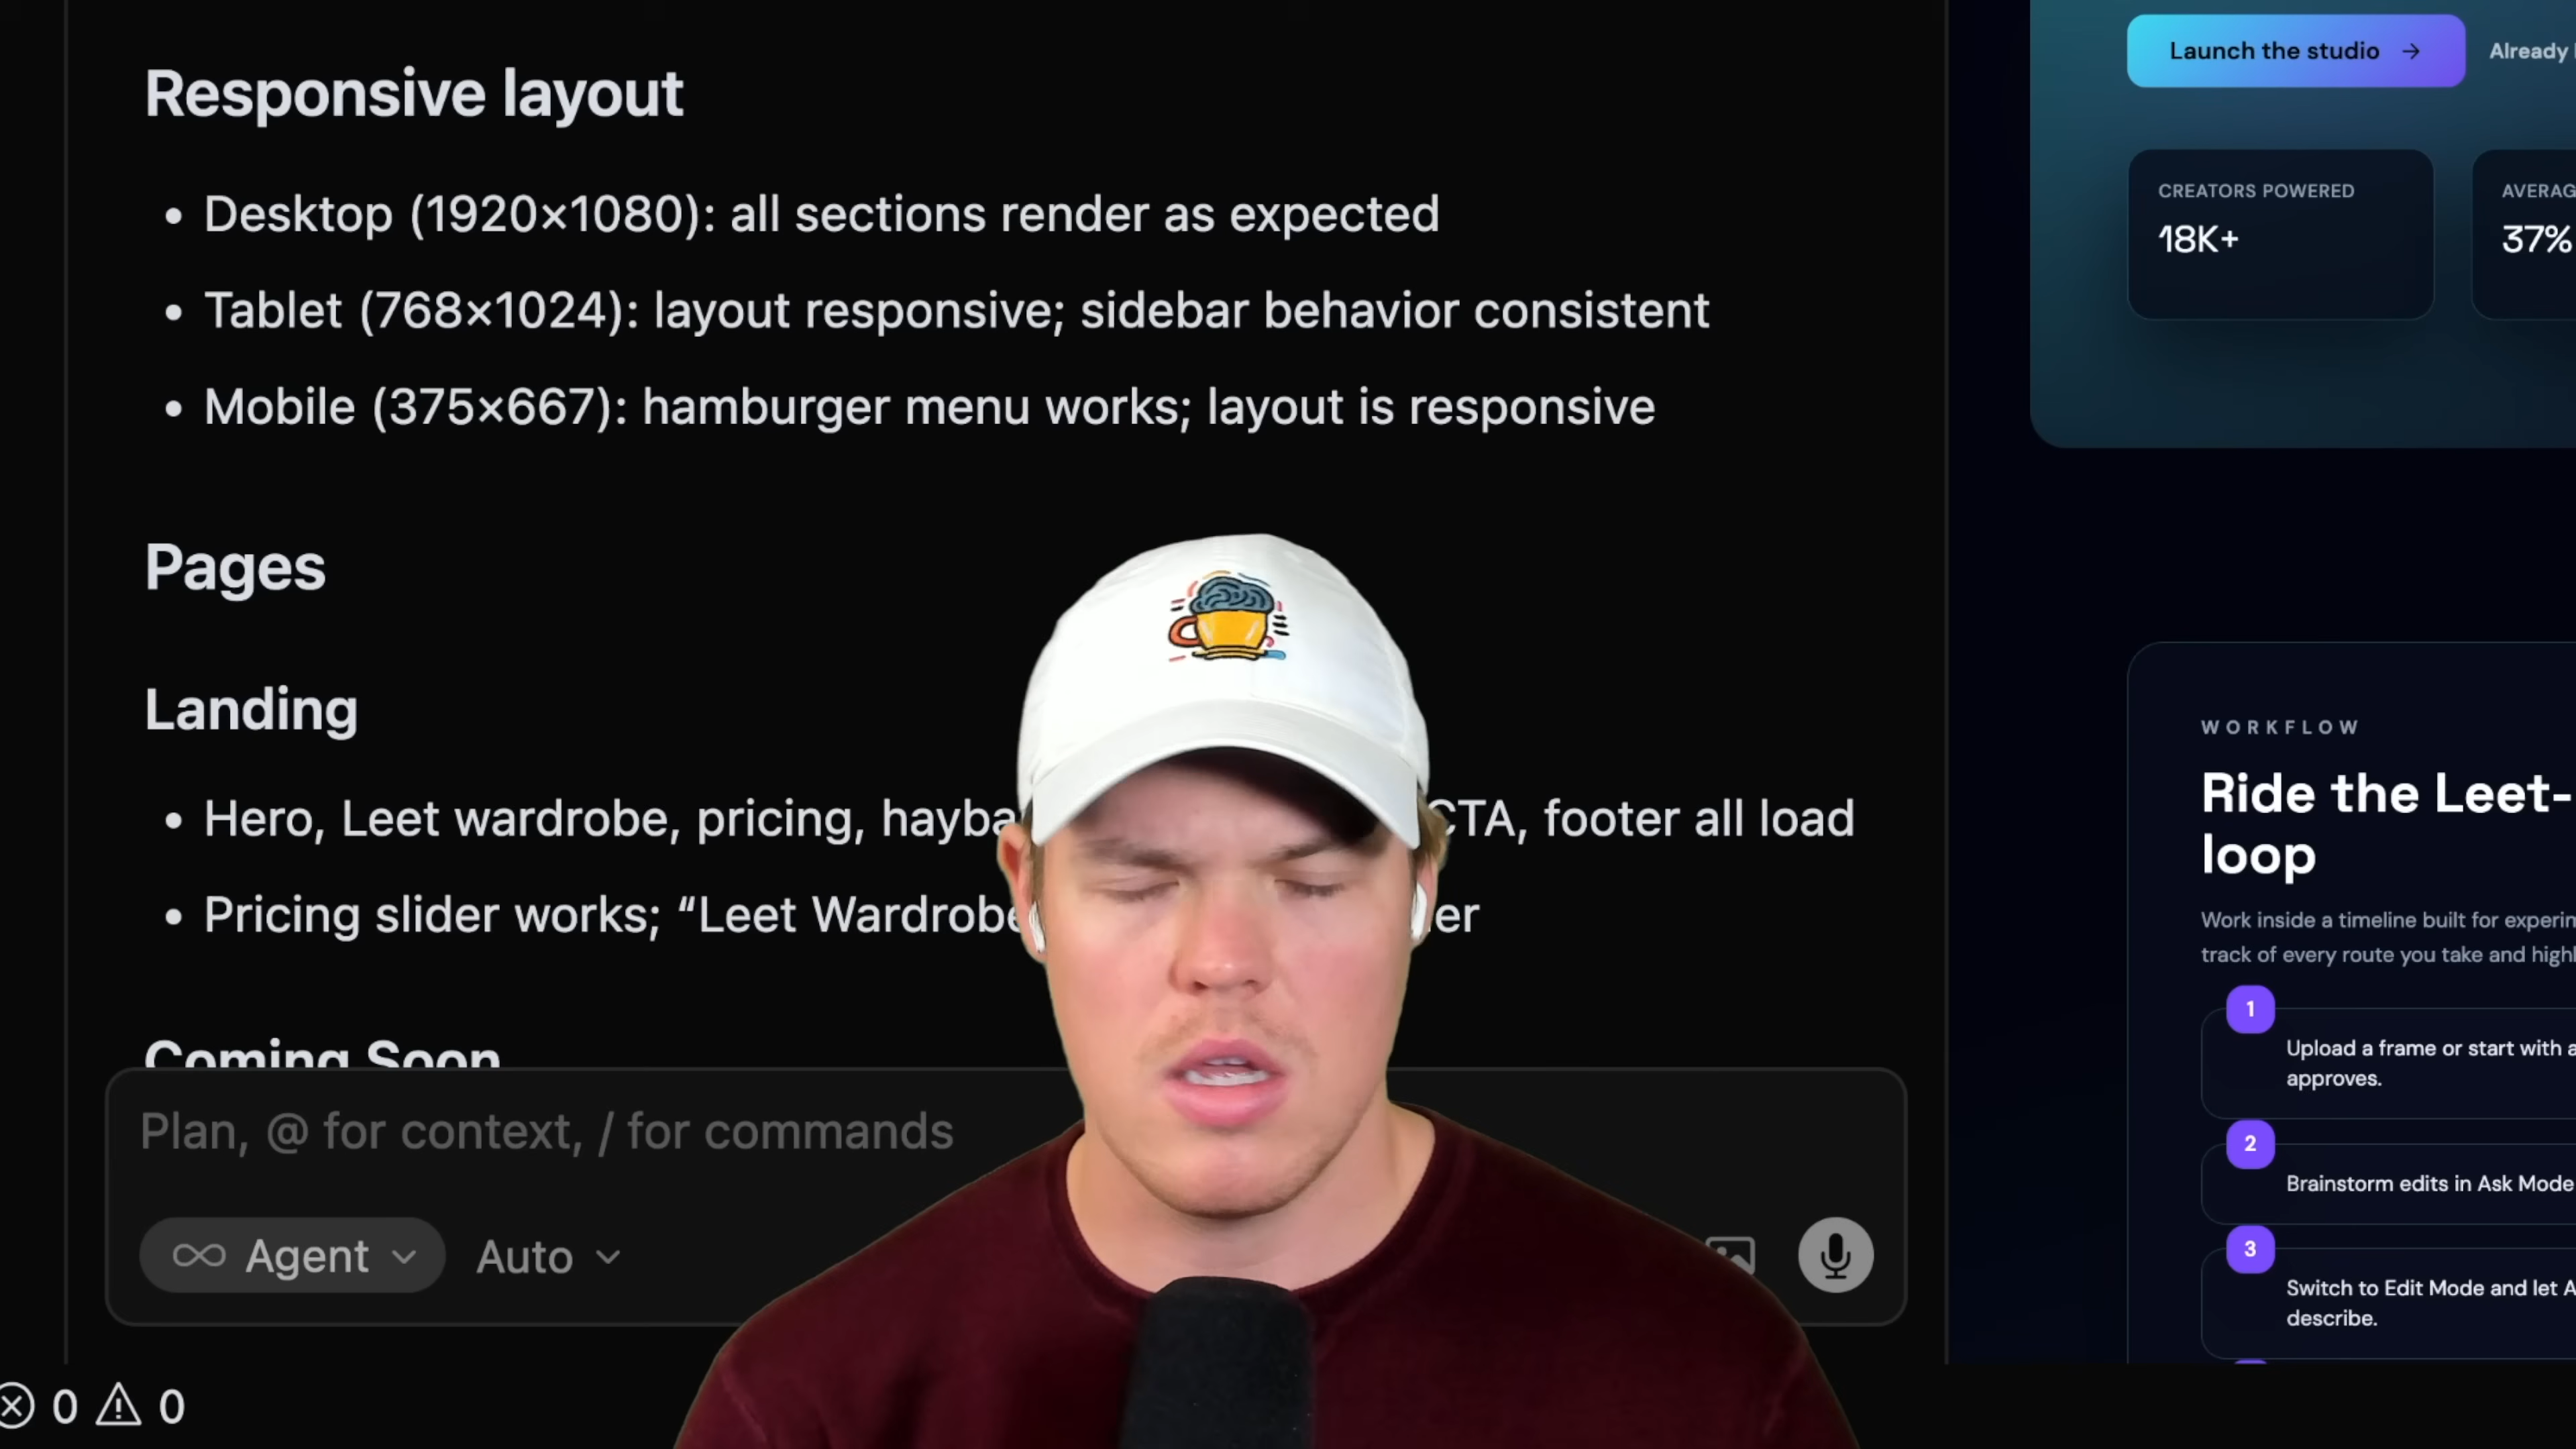 Responsive layout
Desktop (1920×1080): all sections render as expected
Tablet (768×1024): layout responsive; sidebar behavior consistent
Mobile (375×667): hamburger menu works; layout is responsive
Pages
Landing
Hero, Leet wardrobe, pricing, CTA, footer all load
Pricing slider works; “Leet Wardrobe
Coming Soon
Plan, @ for context, / for commands
Agent
Auto
0
0
Launch the studio →
Already
CREATORS POWERED
18K+
37%
WORKFLOW
Ride the Leet-
loop
Work inside a timeline built for
track of every route you take and
1
Upload a frame or start with
approves.
2
Brainstorm edits in Ask Mode
3
Switch to Edit Mode and let
describe.